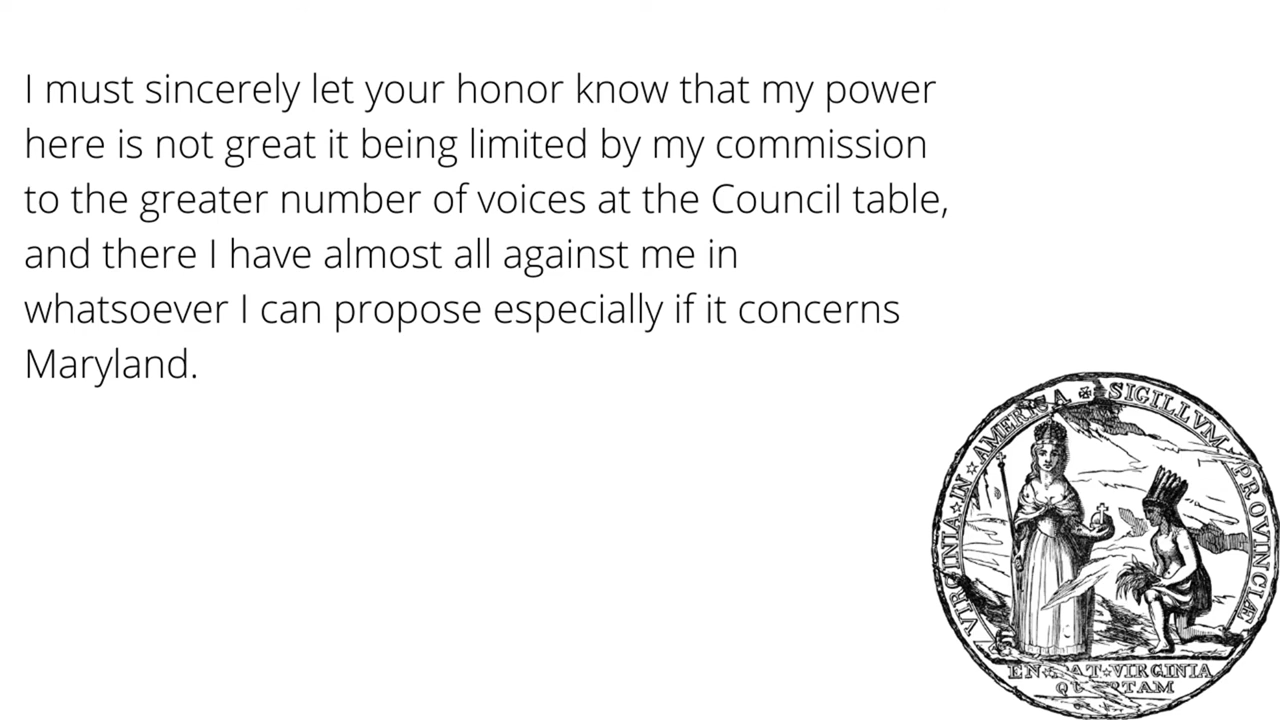 I must sincerely let your honor know that my power
here is not great it being limited by my commission
to the greater number of voices at the Council table,
and there I have almost all against me in
whatsoever I can propose especially if it concerns
Maryland.
SIGILLVM PROVINCIÆ
VIRGINIA IN AMERICA
VIRGINIA